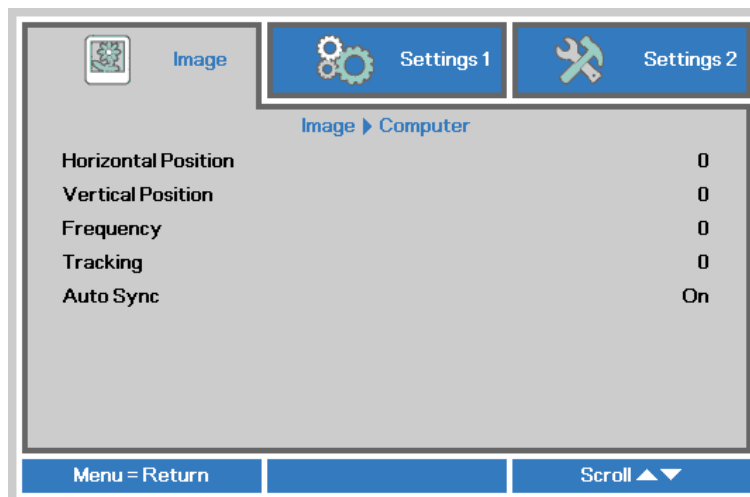 Image
Settings 1
Settings 2
Image ▶ Computer
Horizontal Position 0
Vertical Position 0
Frequency 0
Tracking 0
Auto Sync On
Menu = Return
Scroll ▲▼